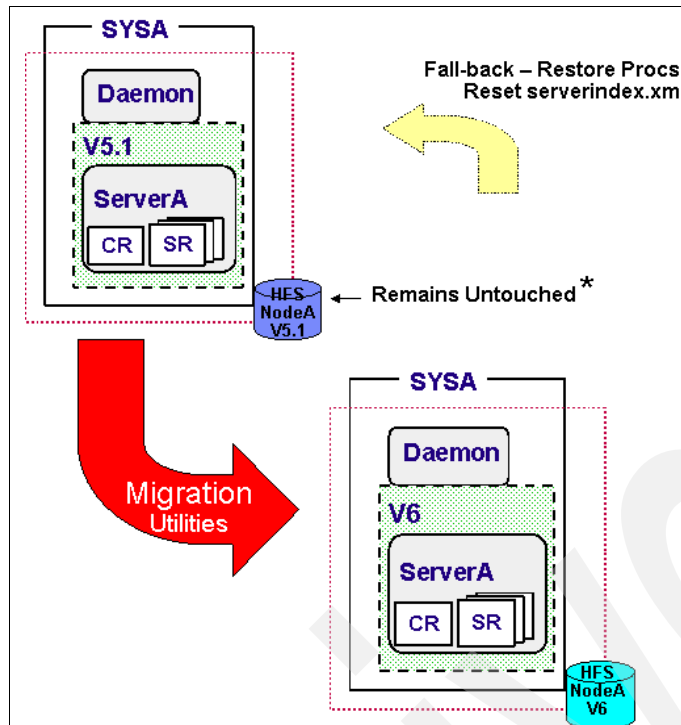 SYSA
Daemon
V5.1
ServerA
CR
SR
HFS
NodeA
V5.1
Fall-back – Restore Procs
Reset serverindex.xm
Remains Untouched*
Migration
Utilities
SYSA
Daemon
V6
ServerA
CR
SR
HFS
NodeA
V6